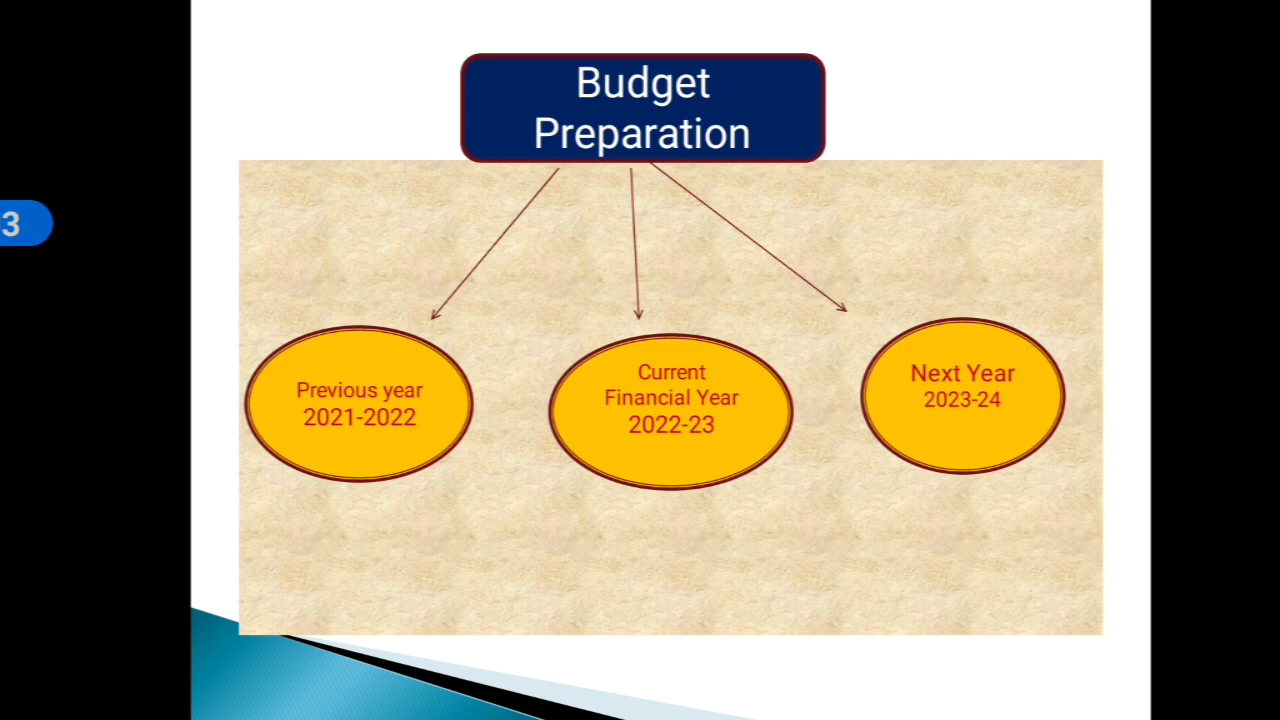 Budget
Preparation
3
Previous year
2021-2022
Current
Financial Year
2022-23
Next Year
2023-24